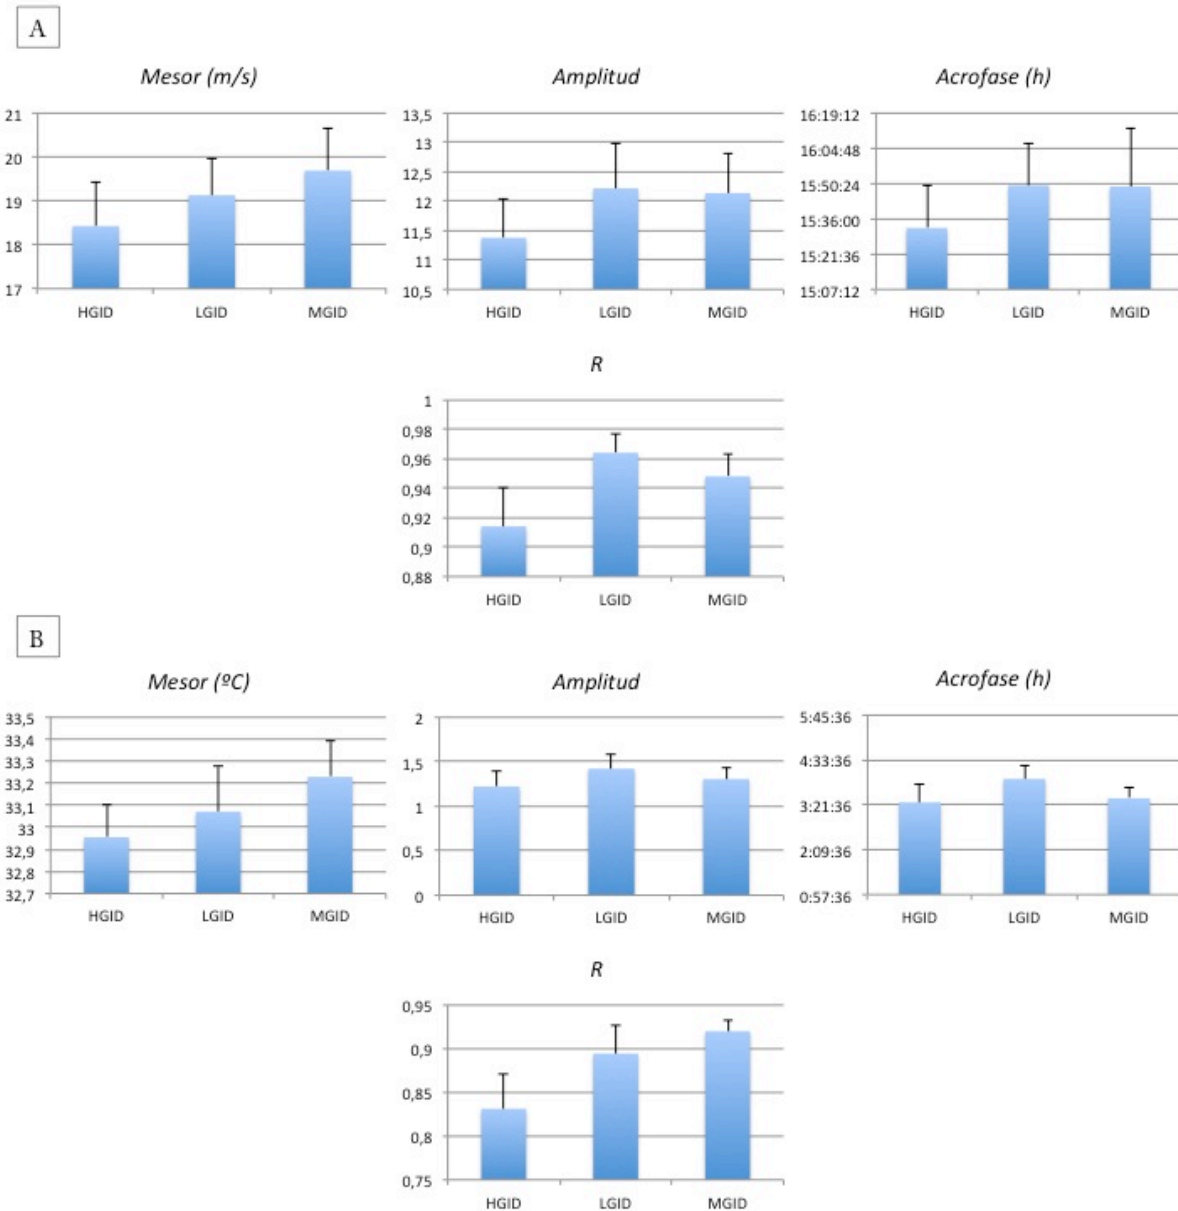 A
Mesor (m/s)
Amplitud
Acrofase (h)
21
20
19
18
17
HGID LGID MGID
13,5
13
12,5
12
11,5
11
10,5
HGID LGID MGID
16:19:12
16:04:48
15:50:24
15:36:00
15:21:36
15:07:12
HGID LGID MGID
R
1
0,98
0,96
0,94
0,92
0,9
0,88
HGID LGID MGID
B
Mesor (ºC)
Amplitud
Acrofase (h)
33,5
33,4
33,3
33,2
33,1
33
32,9
32,8
32,7
HGID LGID MGID
2
1,5
1
0,5
0
HGID LGID MGID
5:45:36
4:33:36
3:21:36
2:09:36
0:57:36
HGID LGID MGID
R
0,95
0,9
0,85
0,8
0,75
HGID LGID MGID